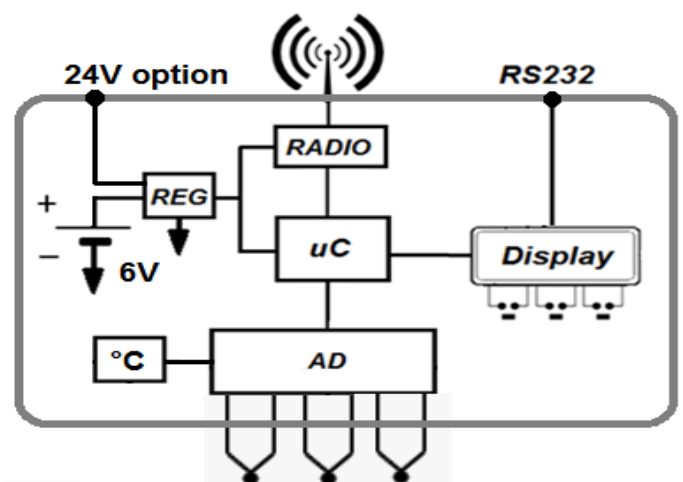 24V option
RS232
RADIO
+
REG
uC
Display
−
6V
°C
AD